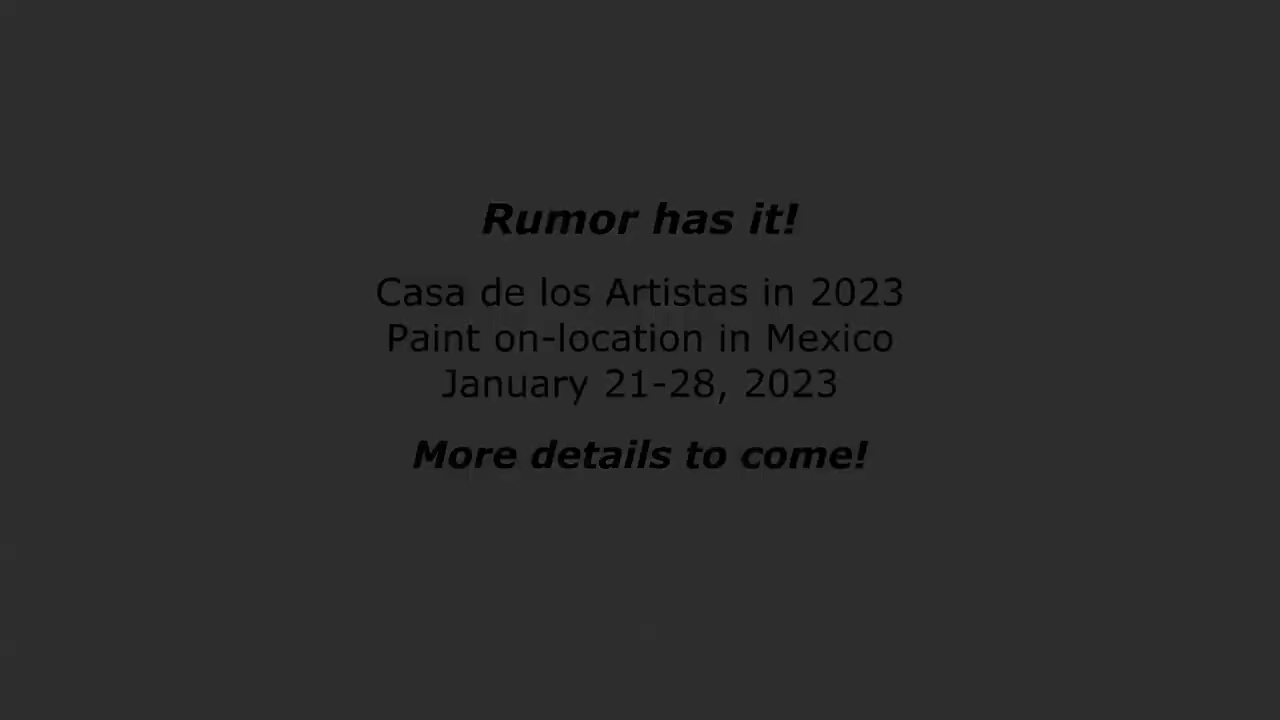 Rumor has it!
Casa de los Artistas in 2023
Paint on-location in Mexico
January 21-28, 2023
More details to come!